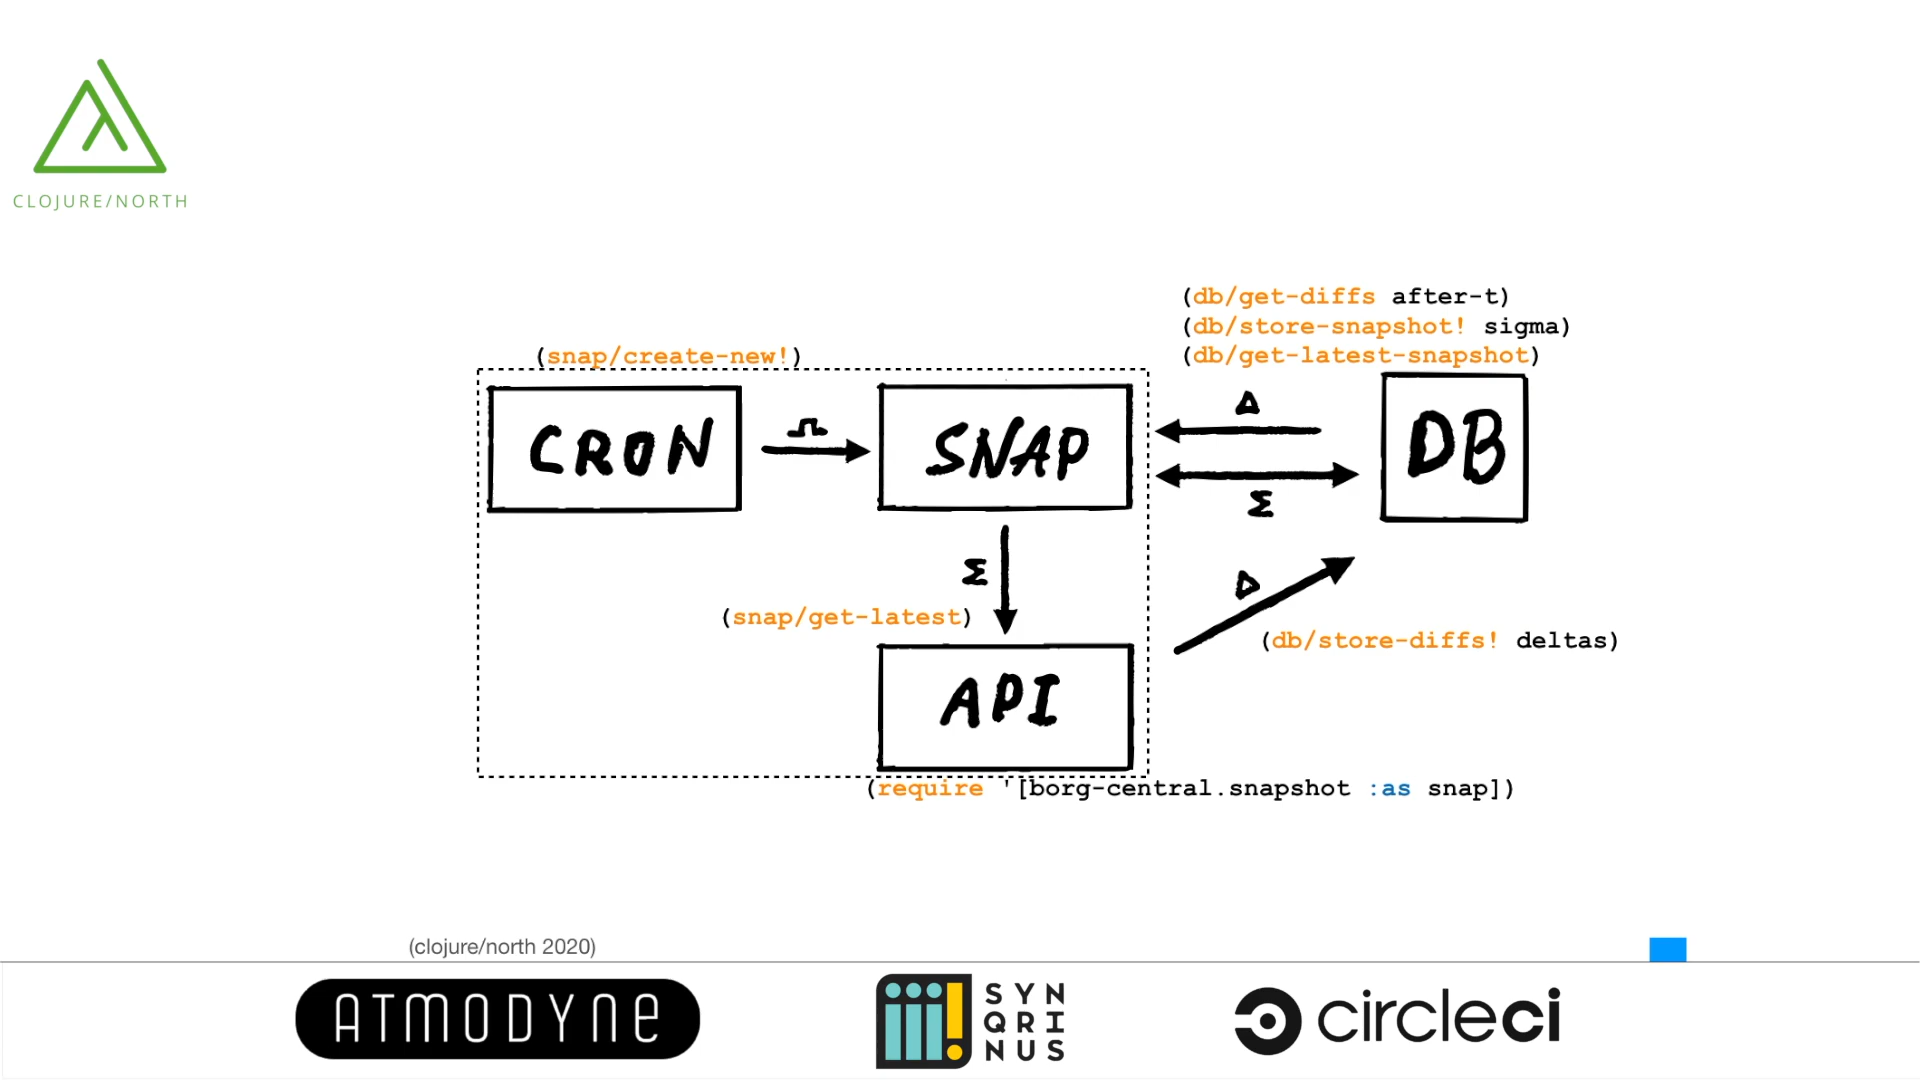 CLOJURE/NORTH
(db/get-diffs after-t)
(db/store-snapshot! sigma)
(db/get-latest-snapshot)
(snap/create-new!)
CRON
SNAP
Δ
DB
Σ
Σ
Δ
(snap/get-latest)
(db/store-diffs! deltas)
API
(require '[borg-central.snapshot :as snap])
(clojure/north 2020)
ATMODYNE
SYN
QRI
NUS
circleci